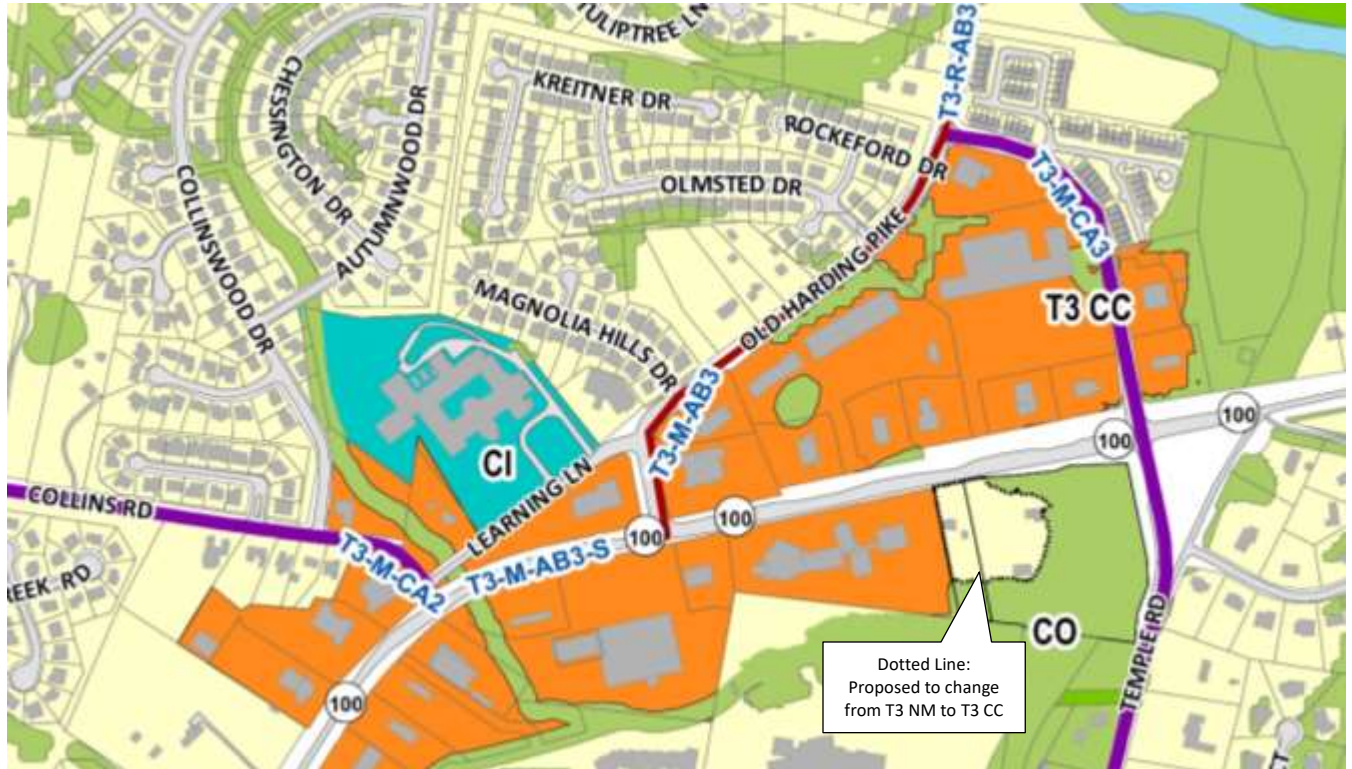 TULIPTREE LN
T3-R-AB3
CHESSINGTON DR
KREITNER DR
AUTUMNWOOD DR
ROCKEFORD DR
COLLINSWOOD DR
OLMSTED DR
T3-M-CA3
OLD HARDING PIKE
MAGNOLIA HILLS DR
T3 CC
T3-M-AB3
100
100
CI
LEARNING LN
COLLINS RD
100
100
T3-M-CA2
T3-M-AB3-S
EEK RD
CO
Dotted Line:
Proposed to change
from T3 NM to T3 CC
TEMPLE RD
100
CT